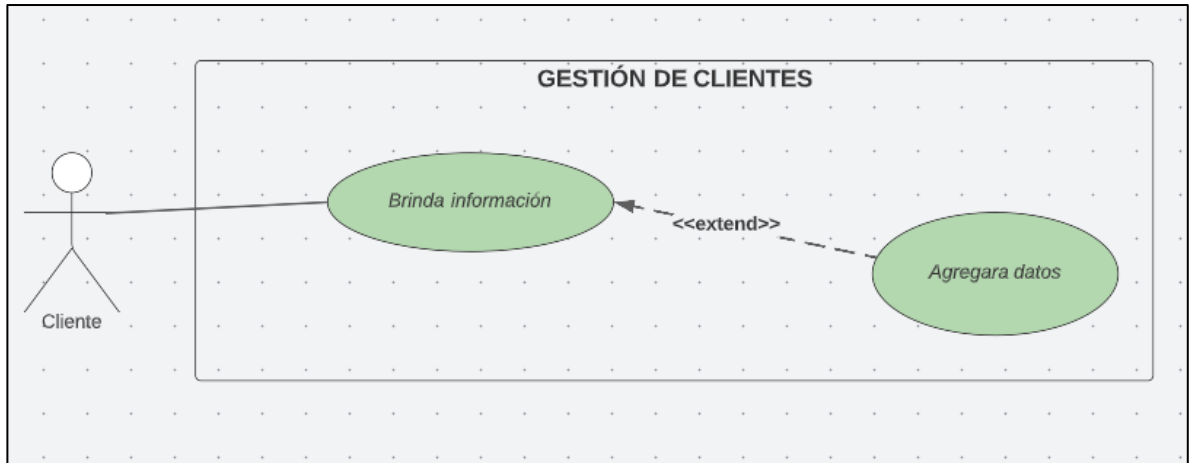 GESTIÓN DE CLIENTES
Brinda información
<<extend>>
Agregara datos
Cliente